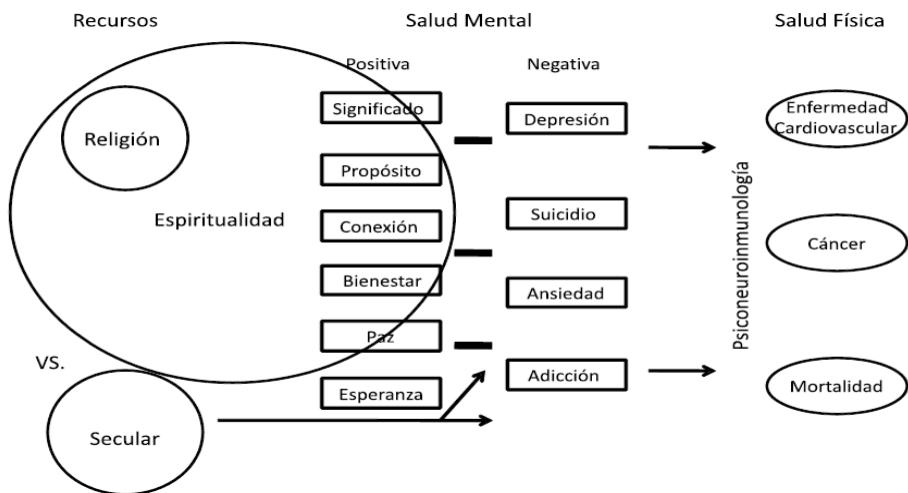 Recursos
Salud Mental
Salud Física
Positiva
Negativa
Religión
Espiritualidad
VS.
Secular
Significado
Propósito
Conexión
Bienestar
Paz
Esperanza
Depresión
Suicidio
Ansiedad
Adicción
Psiconeuroinmunología
Enfermedad
Cardiovascular
Cáncer
Mortalidad